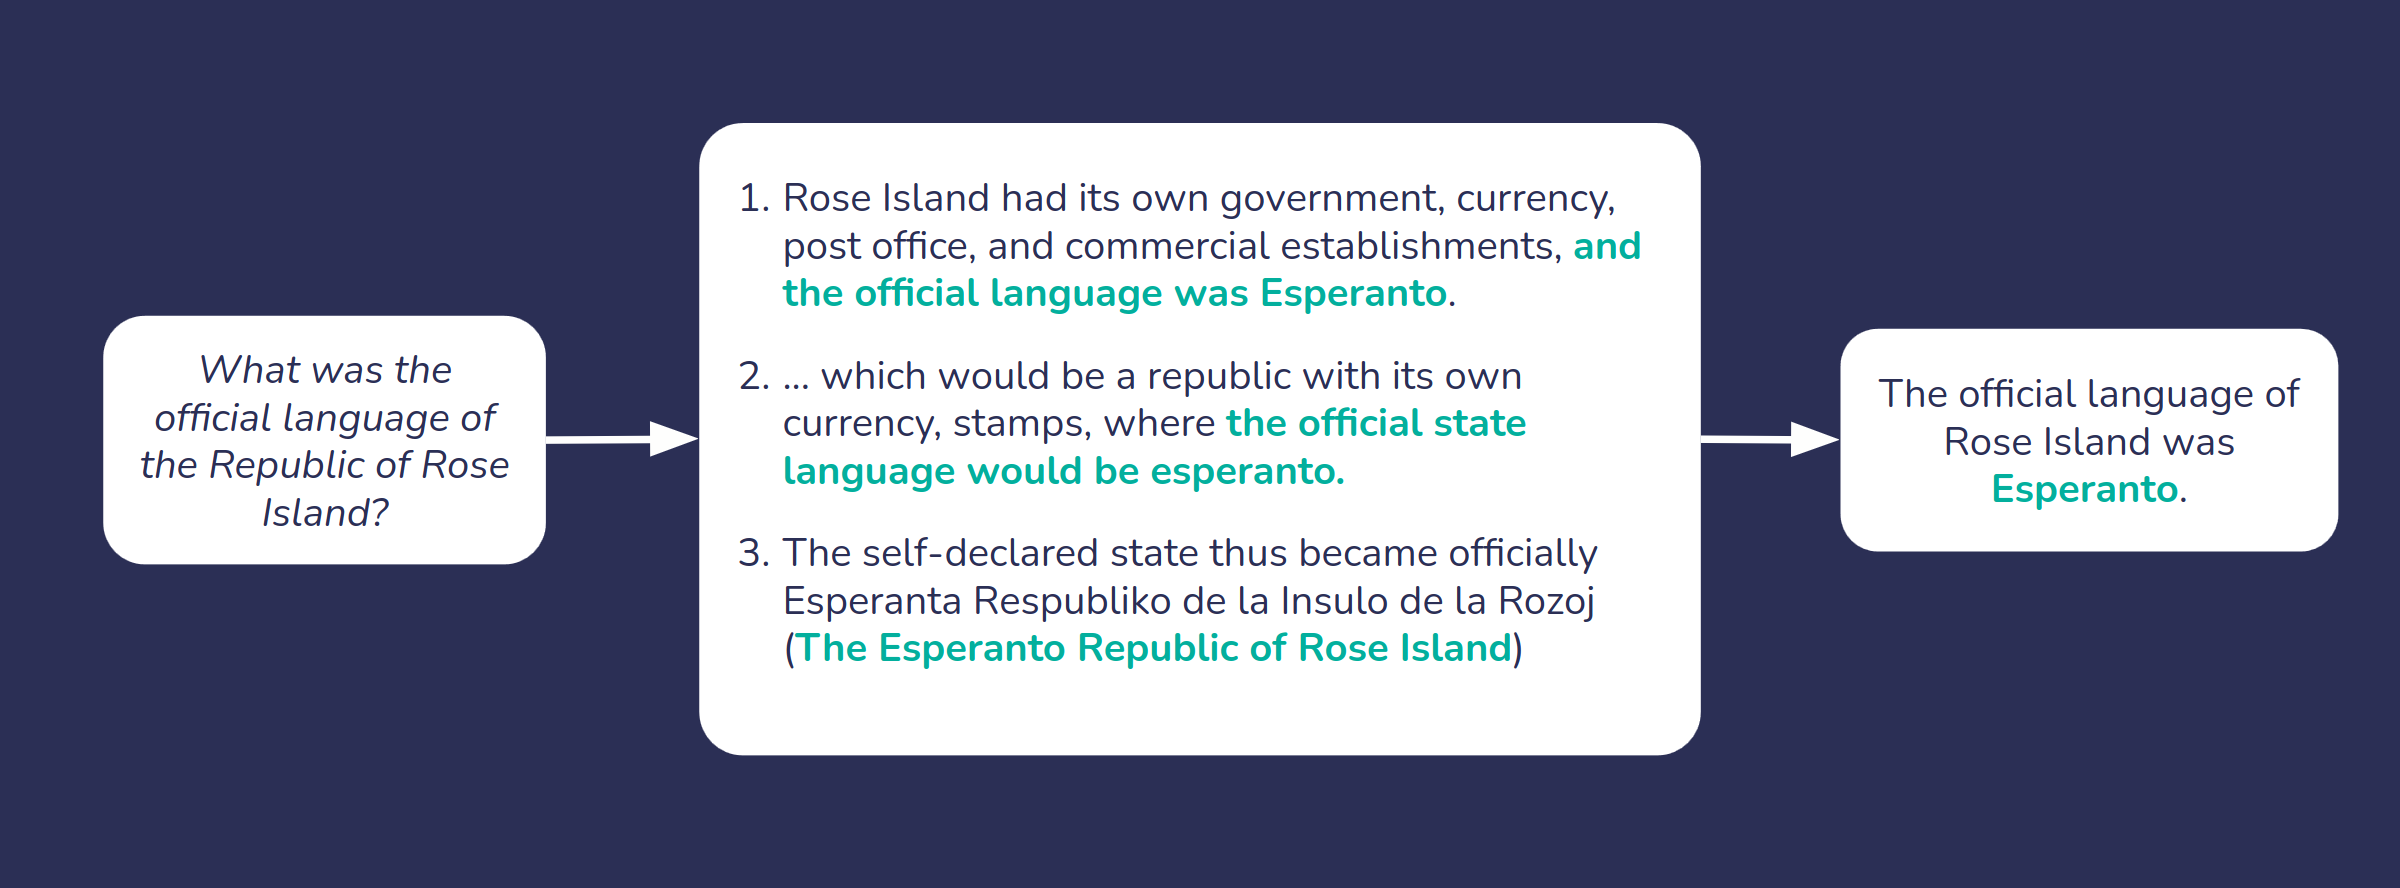 What was the
official language of
the Republic of Rose
Island?
1. Rose Island had its own government, currency,
post office, and commercial establishments, and
the official language was Esperanto.
2. ... which would be a republic with its own
currency, stamps, where the official state
language would be esperanto.
3. The self-declared state thus became officially
Esperanta Respubliko de la Insulo de la Rozoj
(The Esperanto Republic of Rose Island)
The official language of
Rose Island was
Esperanto.